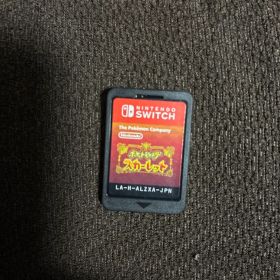 NINTENDO
SWITCH
The Pokémon Company
Nintendo
ポケットモンスター
スカーレット
LA-H-ALZXA-JPN